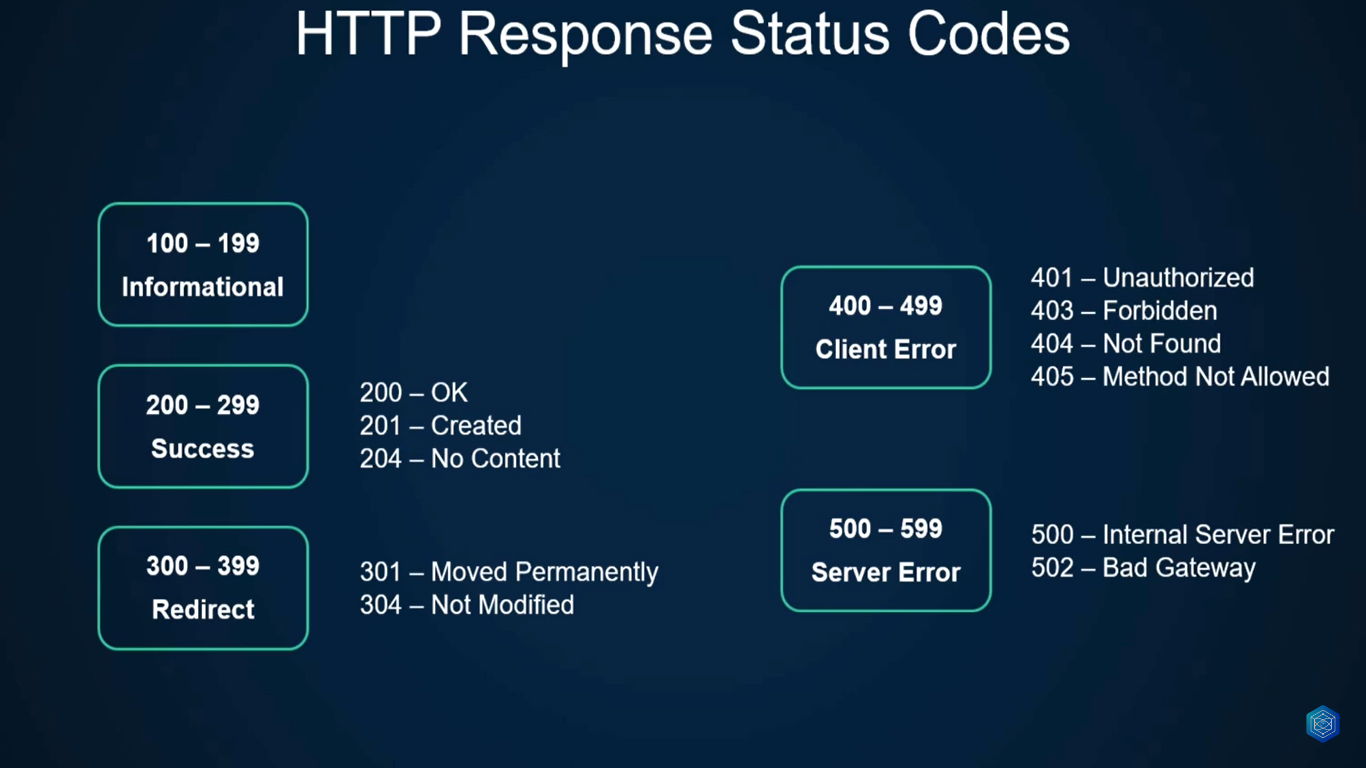 HTTP Response Status Codes
100 – 199
Informational
200 – 299
Success
200 – OK
201 – Created
204 – No Content
300 – 399
Redirect
301 – Moved Permanently
304 – Not Modified
400 – 499
Client Error
401 – Unauthorized
403 – Forbidden
404 – Not Found
405 – Method Not Allowed
500 – 599
Server Error
500 – Internal Server Error
502 – Bad Gateway